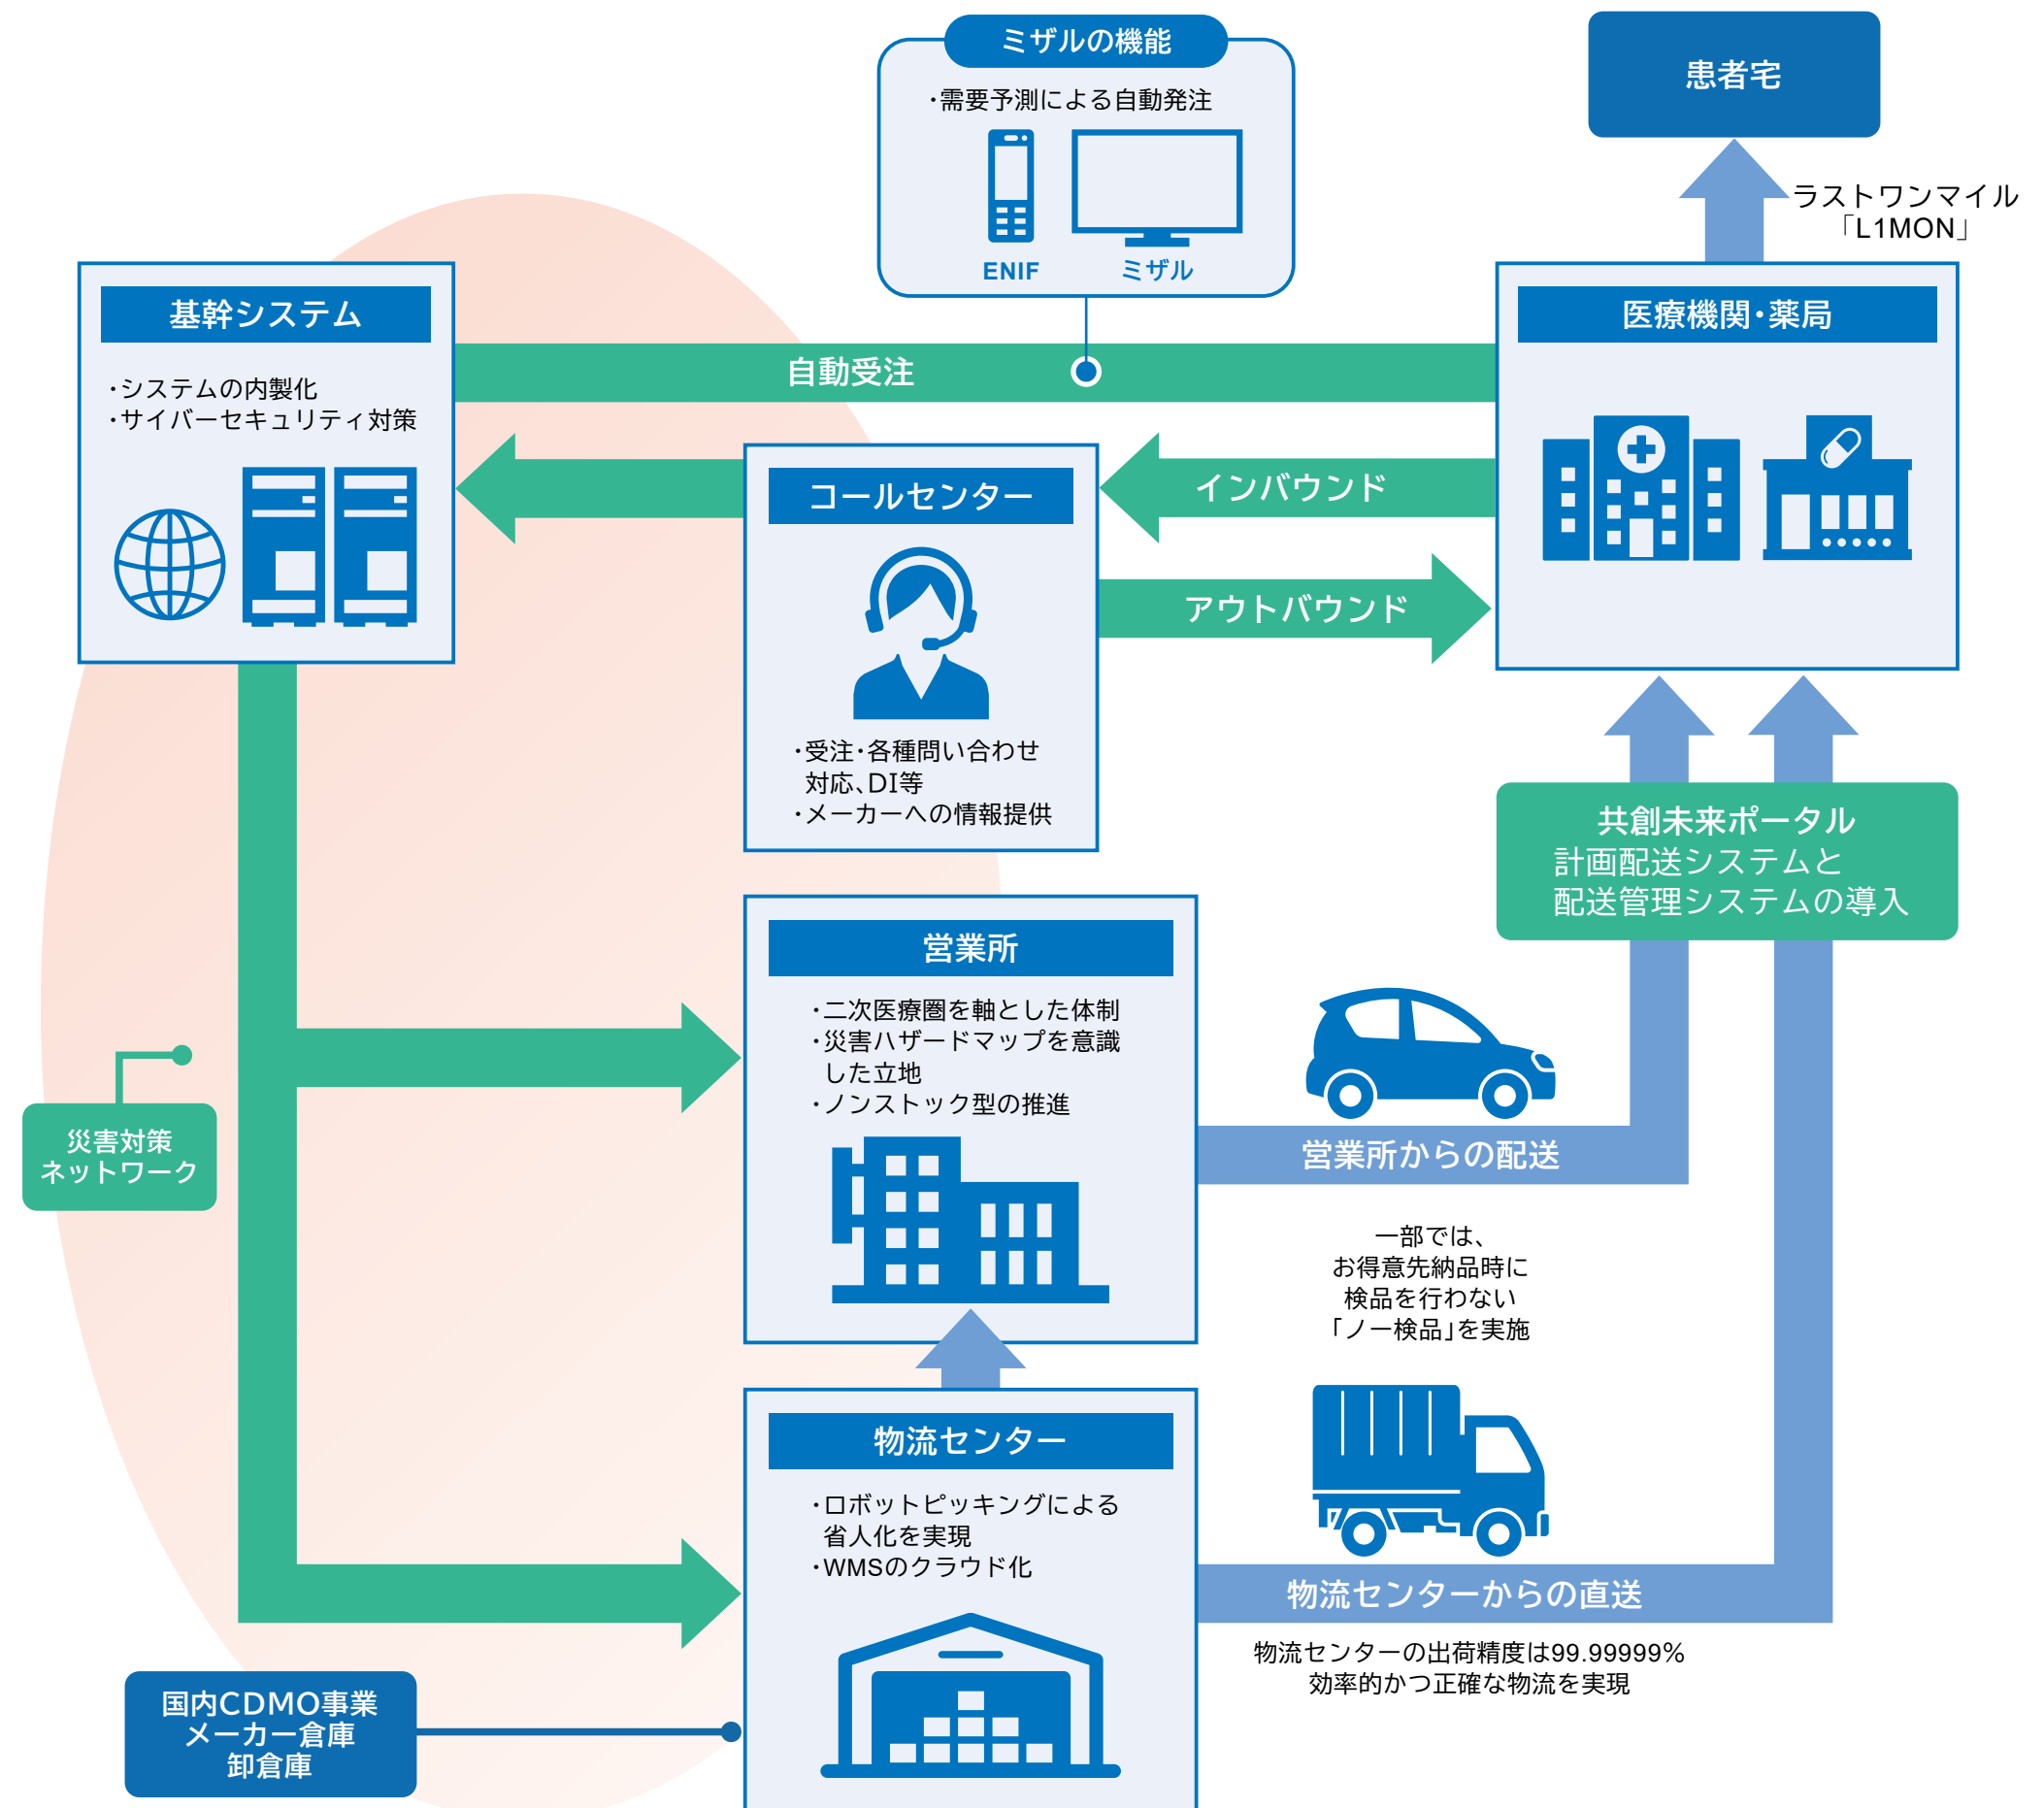 ミザルの機能
・需要予測による自動発注
ENIF
ミザル
患者宅
ラストワンマイル
「L1MON」
基幹システム
・システムの内製化
・サイバーセキュリティ対策
自動受注
医療機関・薬局
コールセンター
・受注・各種問い合わせ
対応、DI等
・メーカーへの情報提供
インバウンド
アウトバウンド
共創未来ポータル
計画配送システムと
配送管理システムの導入
営業所
・二次医療圏を軸とした体制
・災害ハザードマップを意識
した立地
・ノンストック型の推進
災害対策
ネットワーク
営業所からの配送
一部では、
お得意先納品時に
検品を行わない
「ノー検品」を実施
物流センター
・ロボットピッキングによる
省人化を実現
・WMSのクラウド化
物流センターからの直送
物流センターの出荷精度は99.99999%
効率的かつ正確な物流を実現
国内CDMO事業
メーカー倉庫
卸倉庫